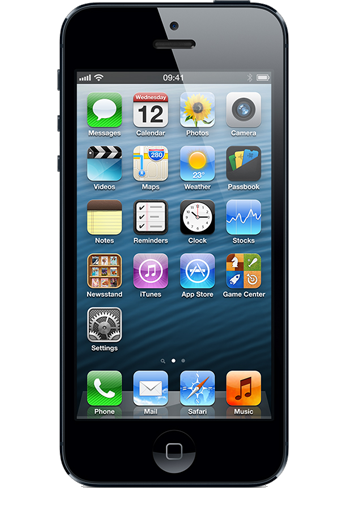 09:41
Wednesday
12
Messages Calendar Photos Camera
280
23°
Videos Maps Weather Passbook
Notes Reminders Clock Stocks
Newsstand iTunes App Store Game Center
Settings
Phone Mail Safari Music